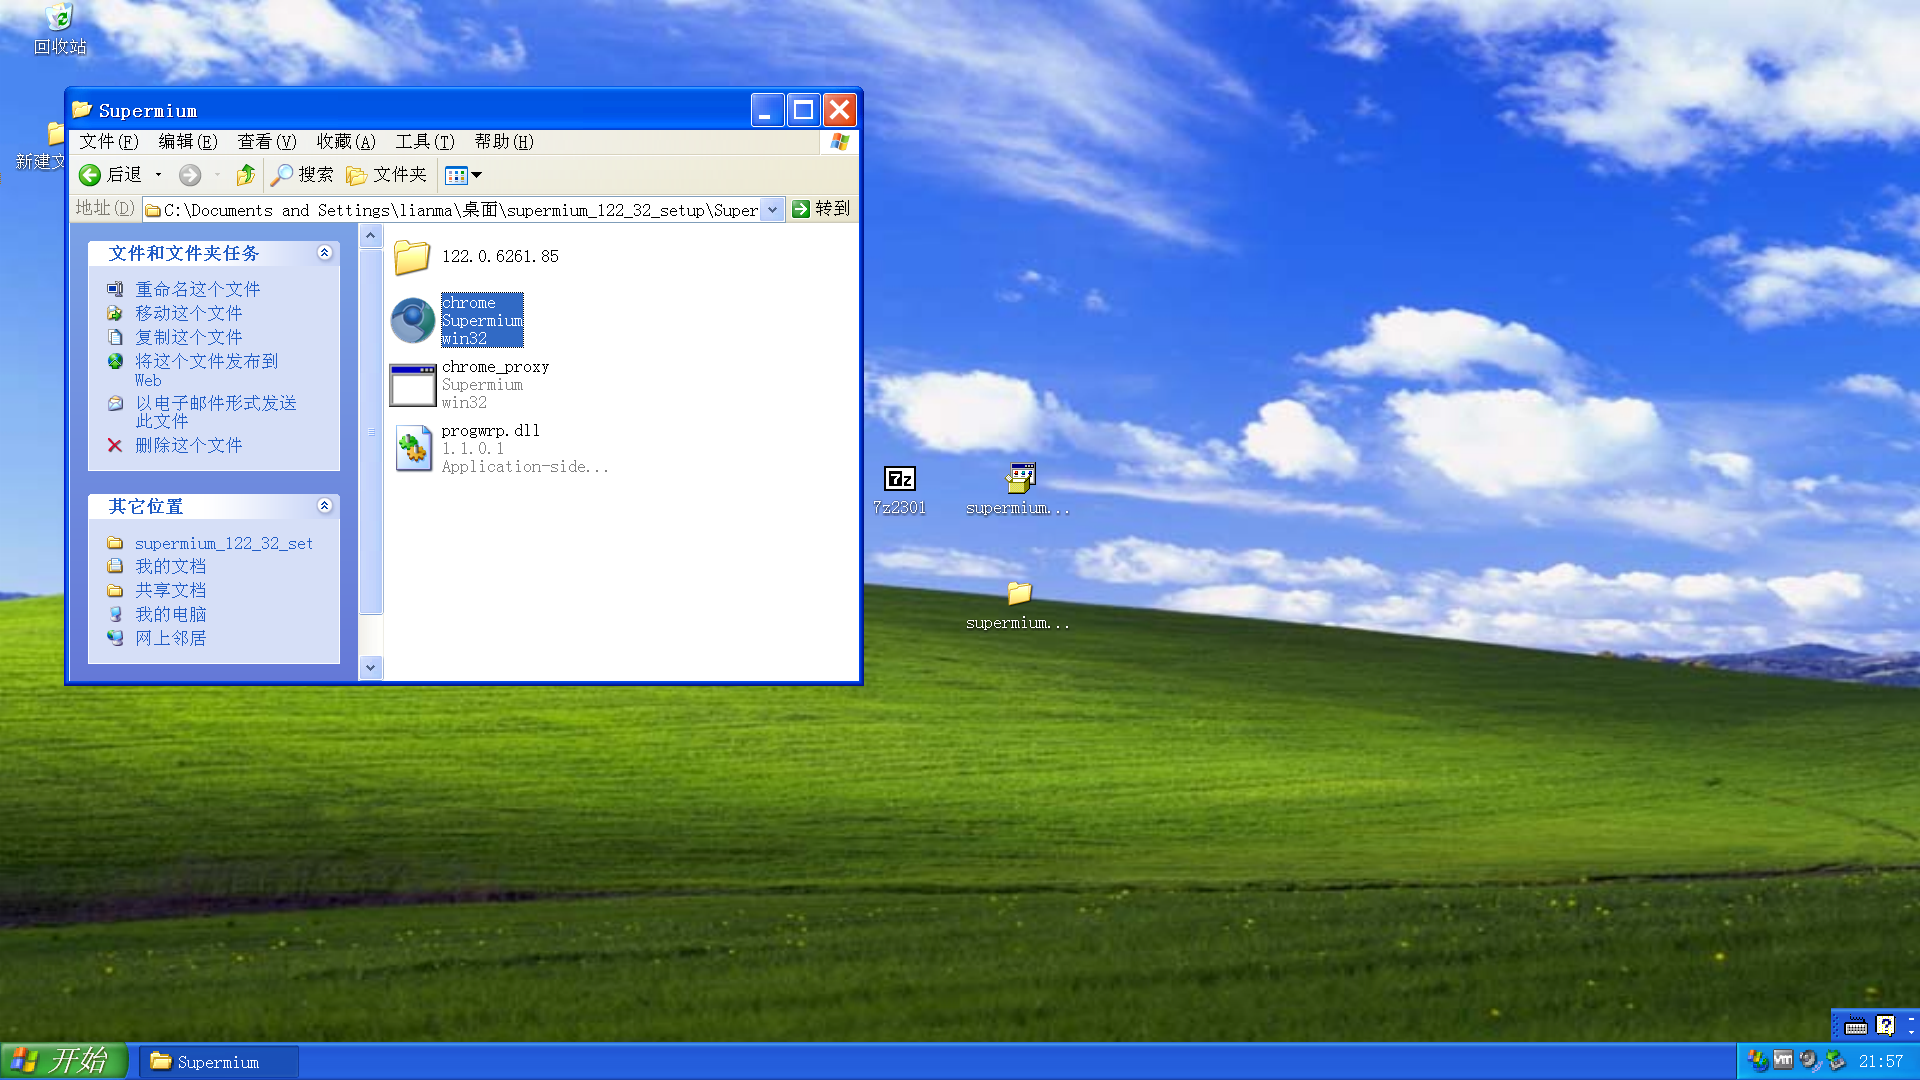 回收站
新建文
Supermium
文件(F) 编辑(E) 查看(V) 收藏(A) 工具(T) 帮助(H)
后退 搜索 文件夹
地址(D) C:\Documents and Settings\lianma\桌面\supermium_122_32_setup\Super 转到
文件和文件夹任务
重命名这个文件
移动这个文件
复制这个文件
将这个文件发布到
Web
以电子邮件形式发送
此文件
删除这个文件
其它位置
supermium_122_32_set
我的文档
共享文档
我的电脑
网上邻居
122.0.6261.85
chrome
Supermium
win32
chrome_proxy
Supermium
win32
progwrp.dll
1.1.0.1
Application-side...
7z
7z2301
supermium...
supermium...
开始
Supermium
vm
21:57